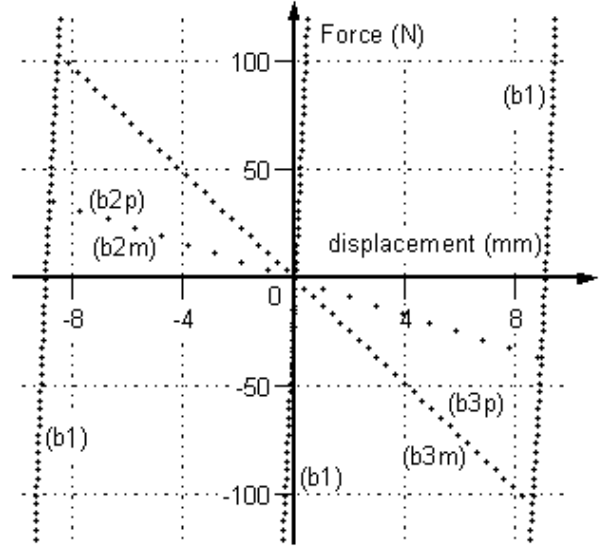 Force (N)
100
(b1)
50
(b2p)
(b2m)
displacement (mm)
0
-8
-4
4
8
-50
(b3p)
(b1)
(b3m)
(b1)
-100